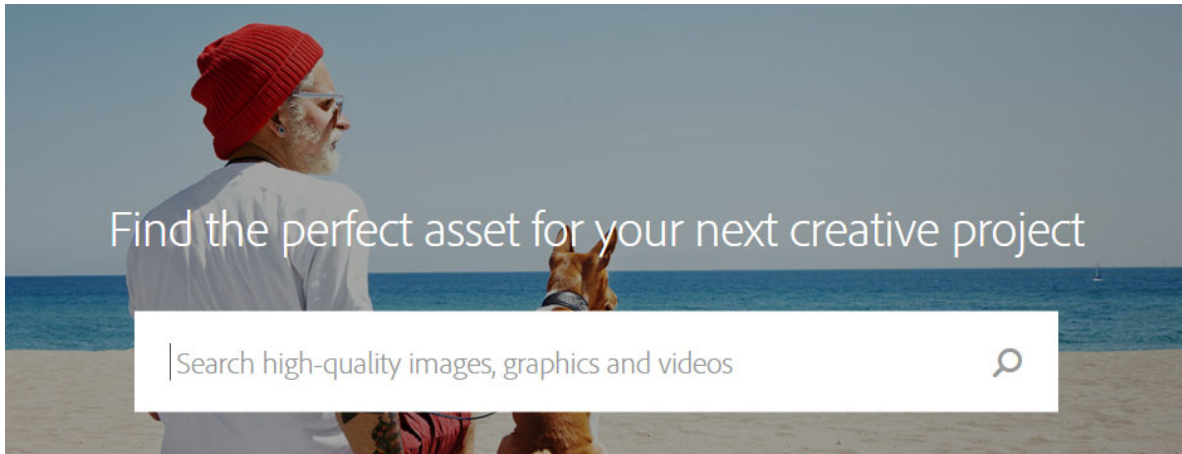 Find the perfect asset for your next creative project
Search high-quality images, graphics and videos